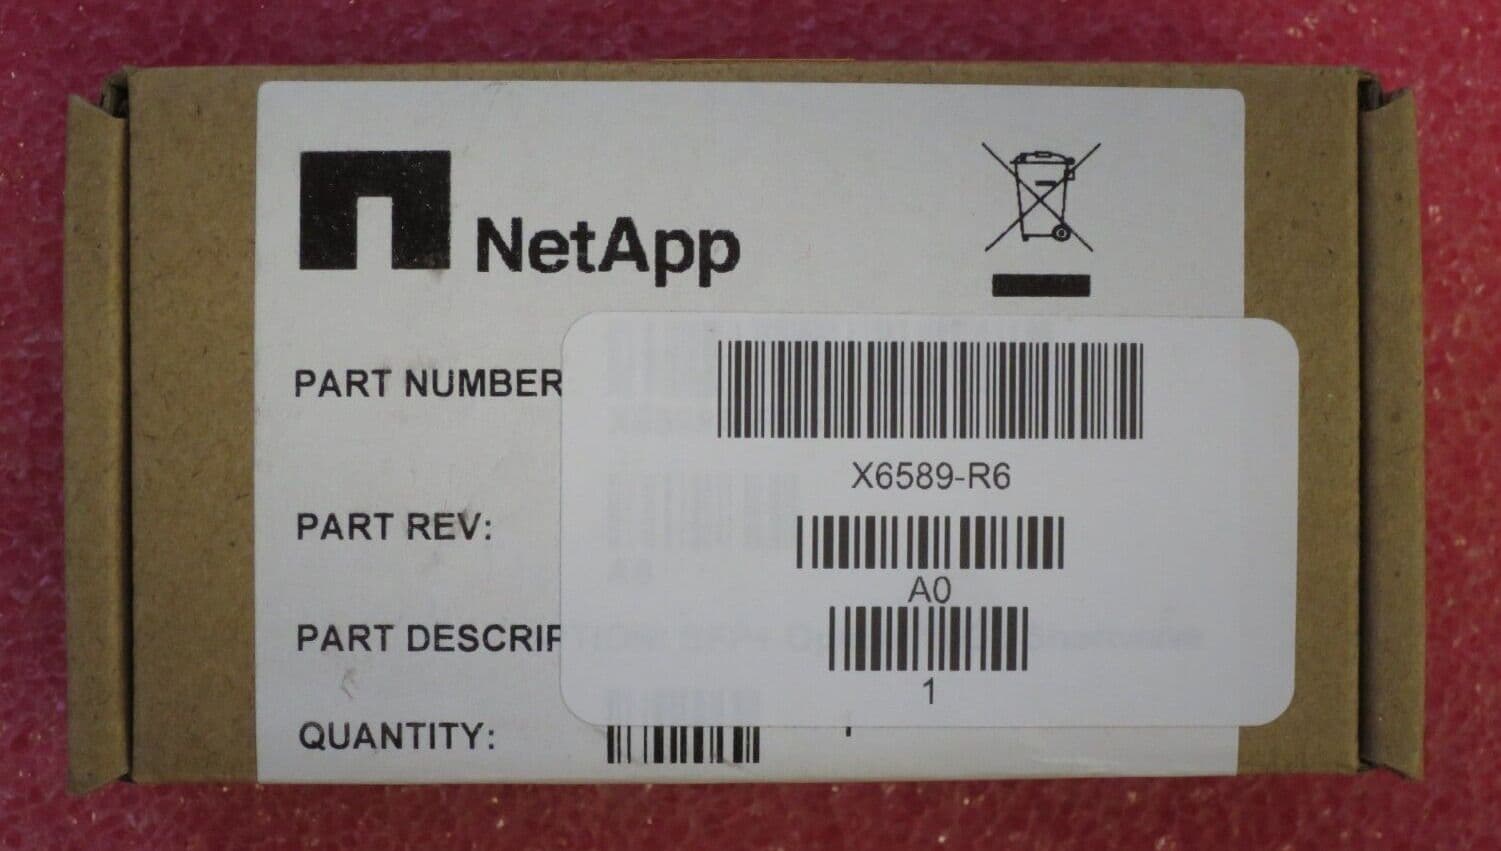 NetApp
PART NUMBER
X6589-R6
PART REV:
A0
PART DESCRIP
1
QUANTITY: